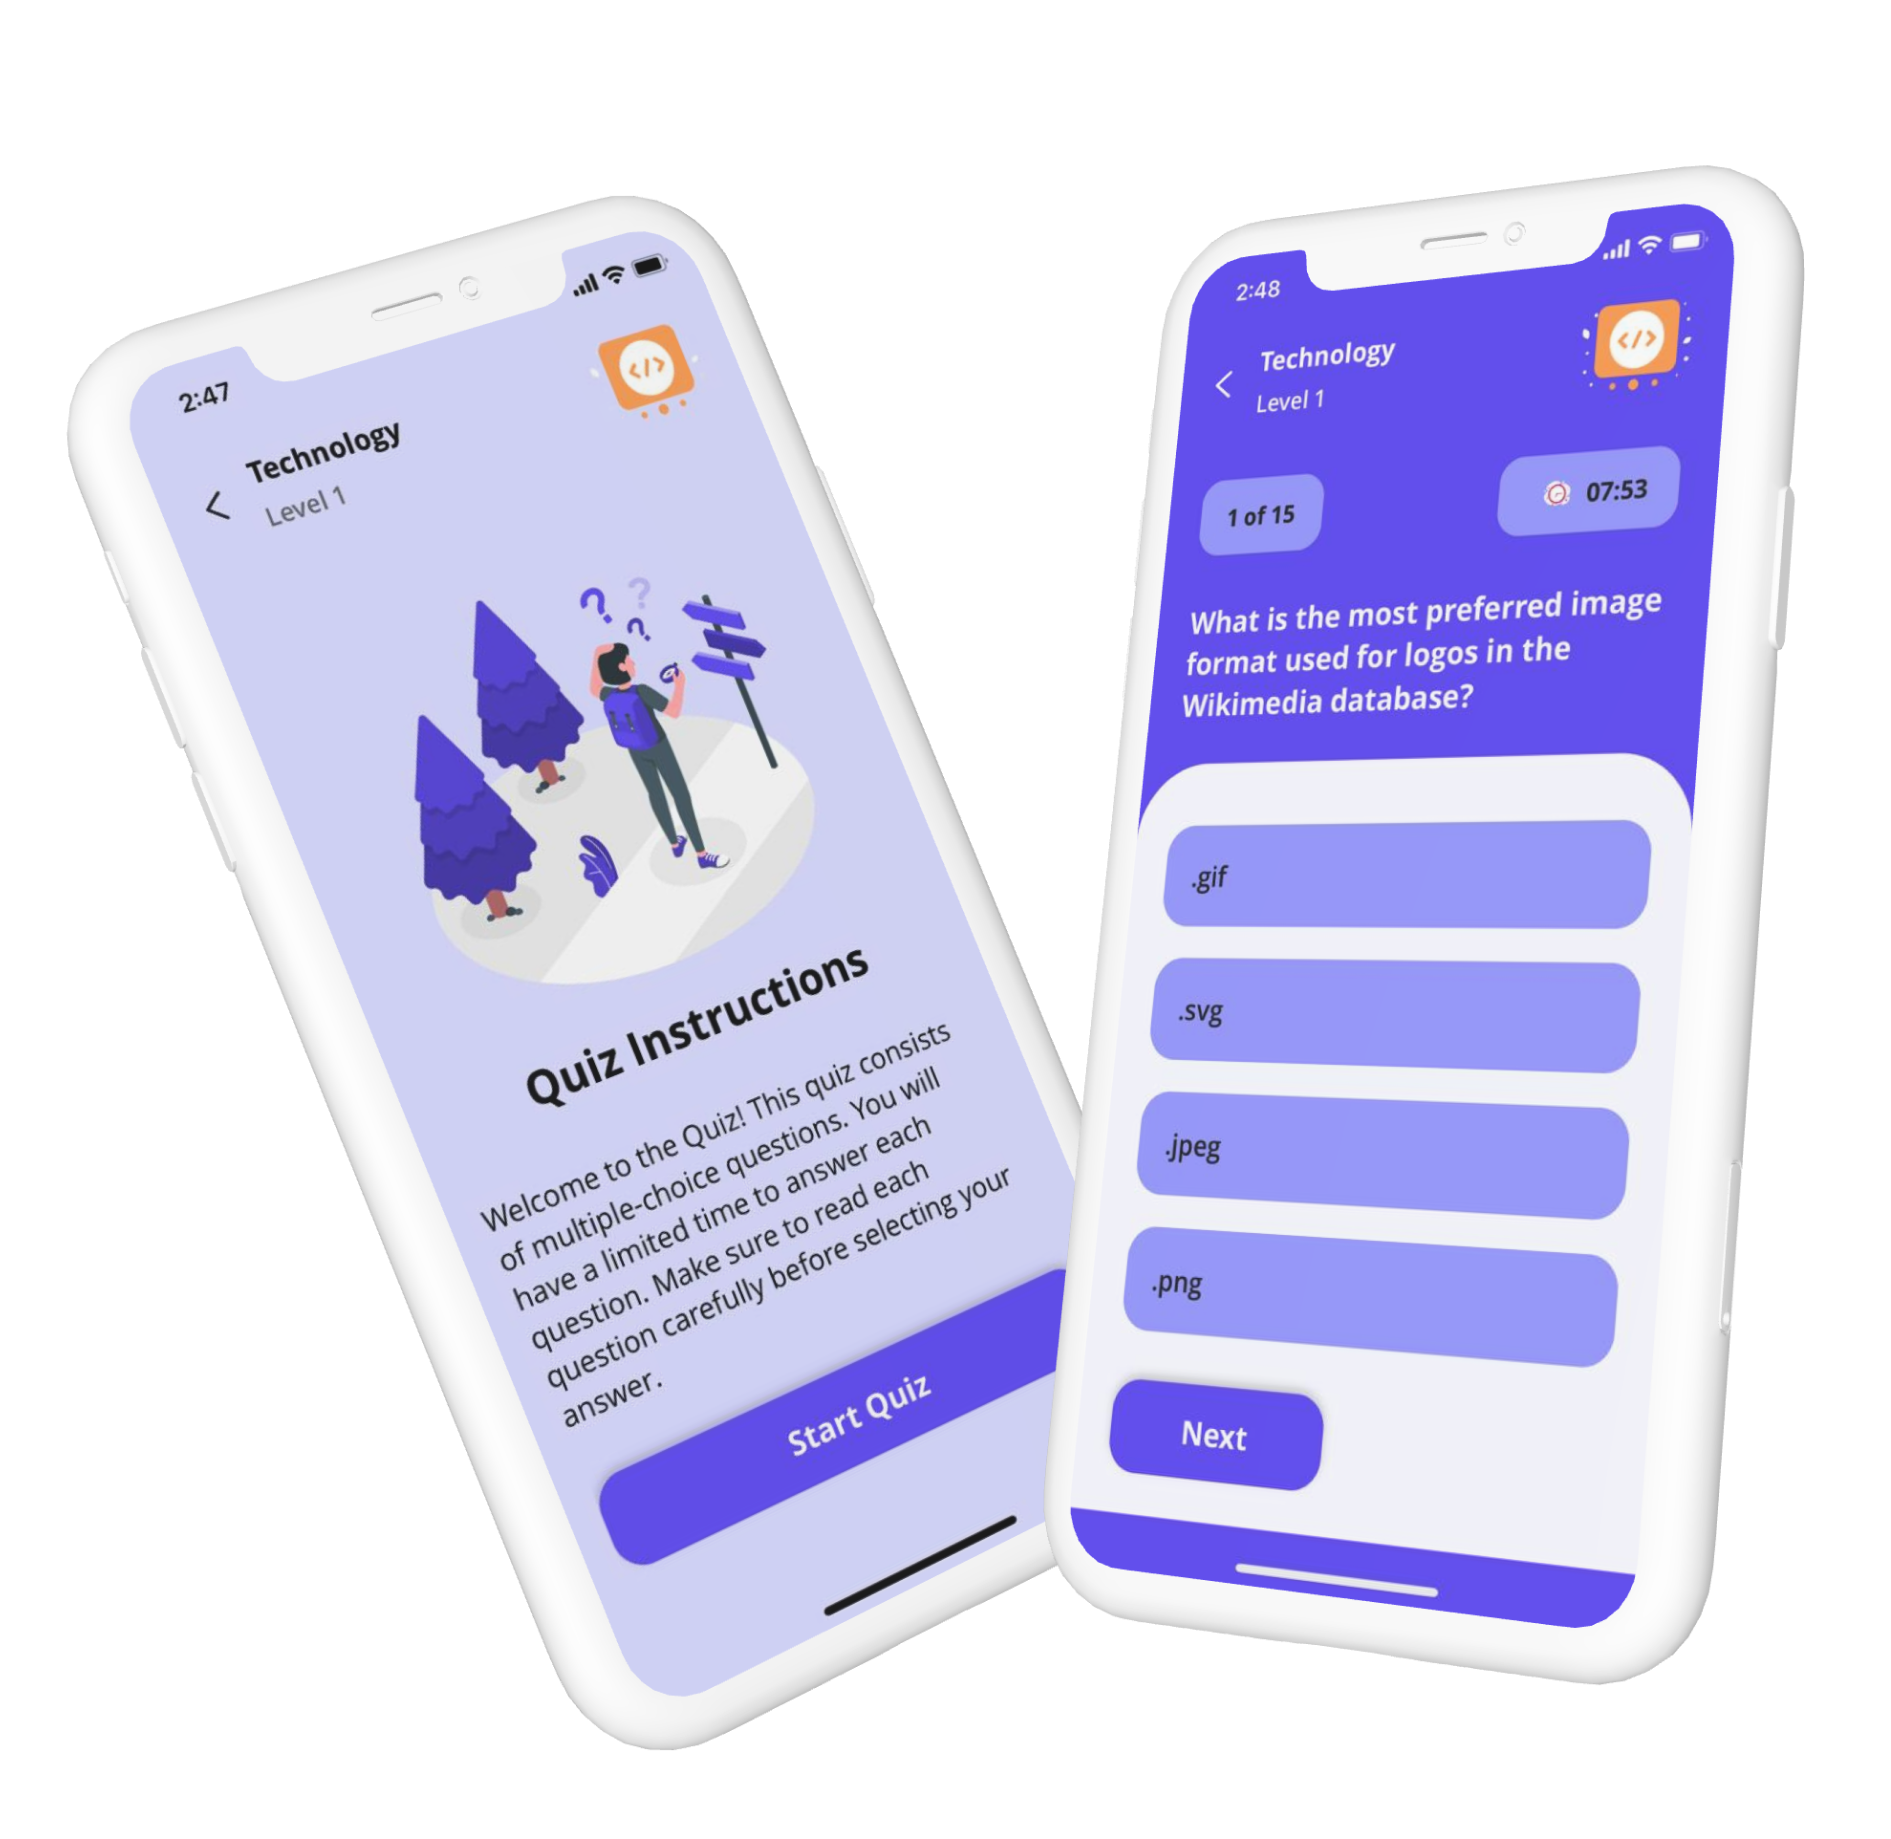 2:47
Technology
Level 1
</>
? ? ?
Quiz Instructions
Welcome to the Quiz! This quiz consists
of multiple-choice questions. You will
have a limited time to answer each
question. Make sure to read each
question carefully before selecting your
answer.
Start Quiz
2:48
Technology
Level 1
</>
1 of 15
07:53
What is the most preferred image
format used for logos in the
Wikimedia database?
.gif
.svg
.jpeg
.png
Next